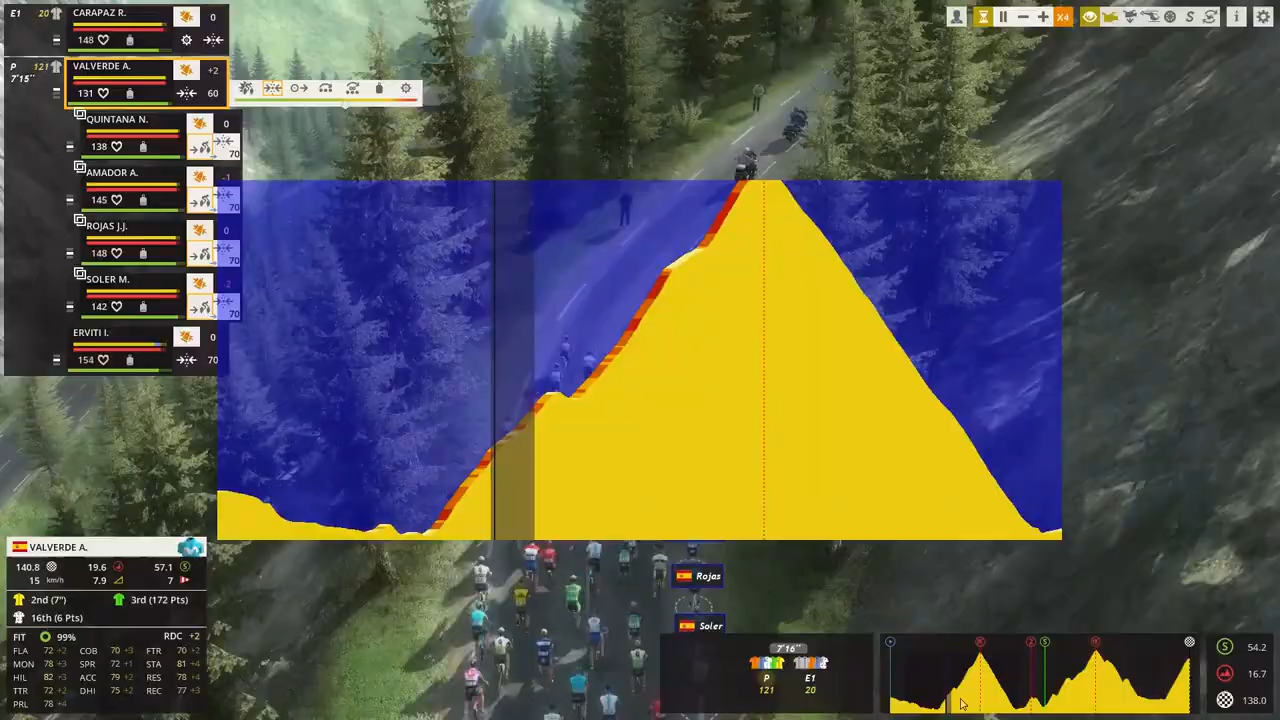 E1 20 CARAPAZ R. 0
148
P 121 VALVERDE A. +2
7'15'' 131 60
QUINTANA N. 0
138 70
AMADOR A. -1
145 70
ROJAS J.J. 0
148 70
SOLER M. -2
142 70
ERVITI I. 0
154 70
X4
S i
Rojas
Soler
VALVERDE A.
140.8 19.6 57.1 S
15 km/h 7.9 7
2nd (7") 3rd (172 Pts)
16th (6 Pts)
FIT 99% RDC +2
FLA 72 +2 COB 70 +3 FTR 70 +2
MON 78 +3 SPR 72 +1 STA 81 +4
HIL 82 +3 ACC 79 +2 RES 78 +4
TTR 72 +2 DHI 75 +2 REC 77 +3
PRL 78 +4
7'16''
P E1
121 20
2 S
S 54.2
16.7
138.0